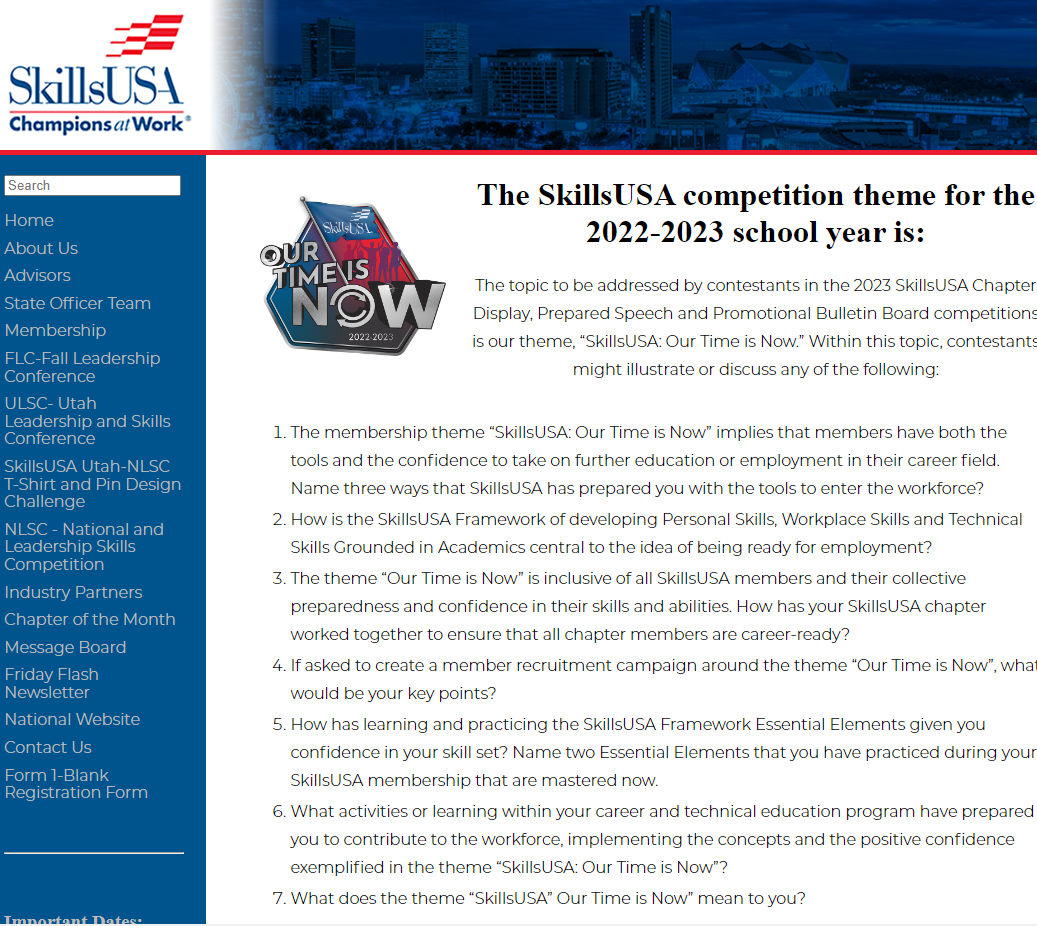 SkillsUSA
Champions at Work®
Search
Home
About Us
Advisors
State Officer Team
Membership
FLC-Fall Leadership
Conference
ULSC- Utah
Leadership and Skills
Conference
SkillsUSA Utah-NLSC
T-Shirt and Pin Design
Challenge
NLSC - National and
Leadership Skills
Competition
Industry Partners
Chapter of the Month
Message Board
Friday Flash
Newsletter
National Website
Contact Us
Form 1-Blank
Registration Form
Important Dates:
SkillsUSA
OUR
TIME IS
NOW
2022-2023
The SkillsUSA competition theme for the
2022-2023 school year is:
The topic to be addressed by contestants in the 2023 SkillsUSA Chapter
Display, Prepared Speech and Promotional Bulletin Board competitions
is our theme, “SkillsUSA: Our Time is Now.” Within this topic, contestants
might illustrate or discuss any of the following:
1. The membership theme “SkillsUSA: Our Time is Now” implies that members have both the
tools and the confidence to take on further education or employment in their career field.
Name three ways that SkillsUSA has prepared you with the tools to enter the workforce?
2. How is the SkillsUSA Framework of developing Personal Skills, Workplace Skills and Technical
Skills Grounded in Academics central to the idea of being ready for employment?
3. The theme “Our Time is Now” is inclusive of all SkillsUSA members and their collective
preparedness and confidence in their skills and abilities. How has your SkillsUSA chapter
worked together to ensure that all chapter members are career-ready?
4. If asked to create a member recruitment campaign around the theme “Our Time is Now”, what
would be your key points?
5. How has learning and practicing the SkillsUSA Framework Essential Elements given you
confidence in your skill set? Name two Essential Elements that you have practiced during your
SkillsUSA membership that are mastered now.
6. What activities or learning within your career and technical education program have prepared
you to contribute to the workforce, implementing the concepts and the positive confidence
exemplified in the theme “SkillsUSA: Our Time is Now”?
7. What does the theme “SkillsUSA” Our Time is Now” mean to you?